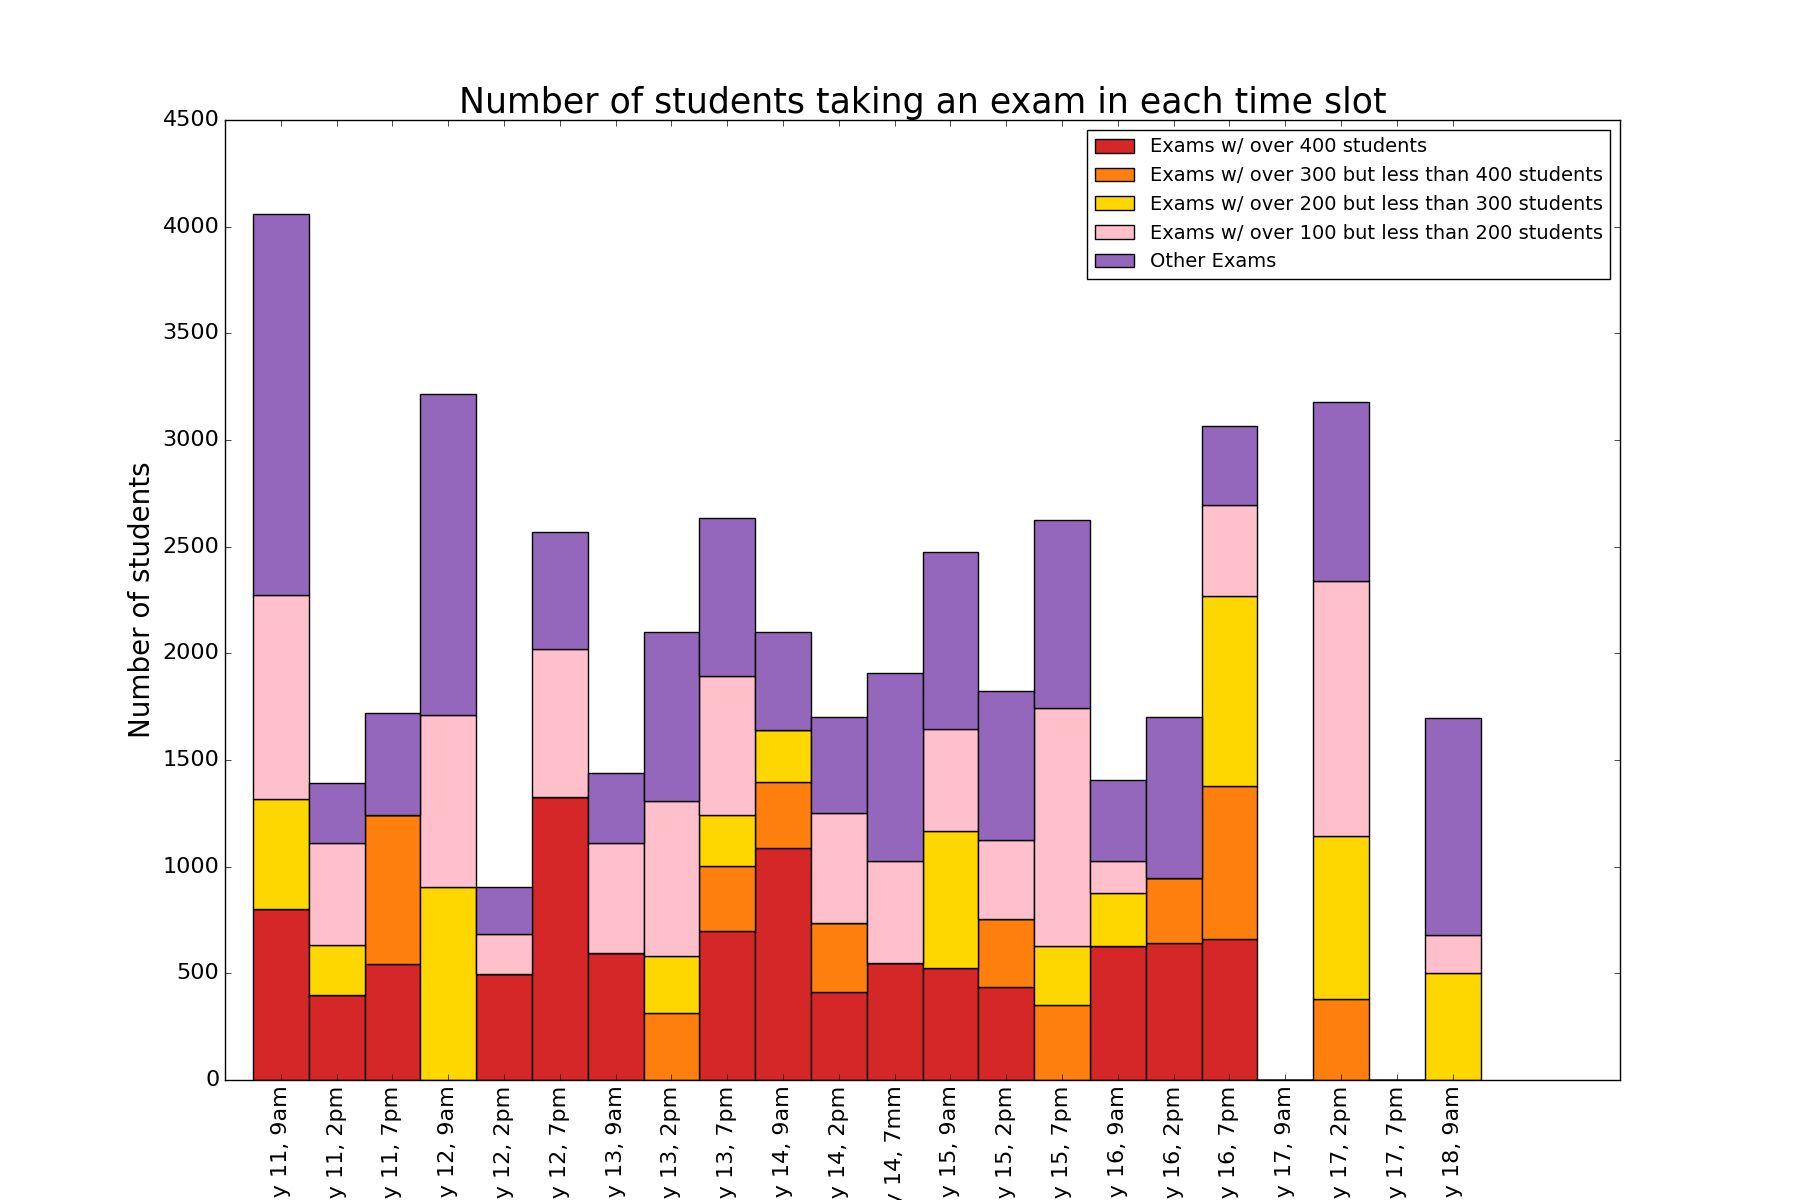 Number of students taking an exam in each time slot
4500
4000
3500
3000
2500
2000
1500
1000
500
0
Number of students
Exams w/ over 400 students
Exams w/ over 300 but less than 400 students
Exams w/ over 200 but less than 300 students
Exams w/ over 100 but less than 200 students
Other Exams
y 11, 9am
y 11, 2pm
y 11, 7pm
y 12, 9am
y 12, 2pm
y 12, 7pm
y 13, 9am
y 13, 2pm
y 13, 7pm
y 14, 9am
y 14, 2pm
y 14, 7mm
y 15, 9am
y 15, 2pm
y 15, 7pm
y 16, 9am
y 16, 2pm
y 16, 7pm
y 17, 9am
y 17, 2pm
y 17, 7pm
y 18, 9am